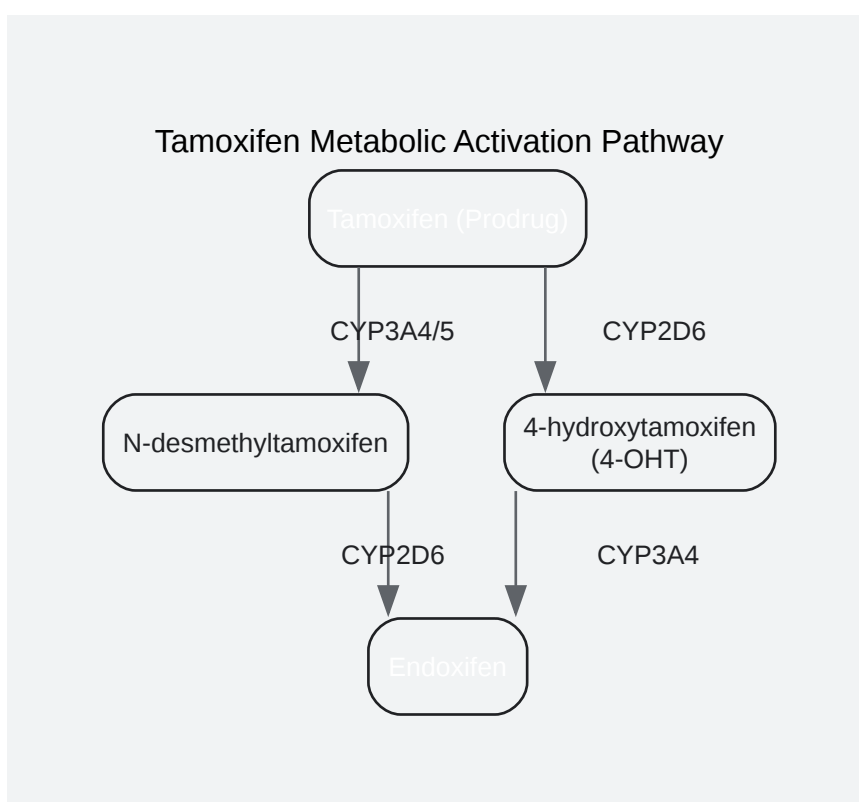 Tamoxifen Metabolic Activation Pathway
Tamoxifen (Prodrug)
CYP3A4/5
CYP2D6
N-desmethyltamoxifen
4-hydroxytamoxifen
(4-OHT)
CYP2D6
CYP3A4
Endoxifen